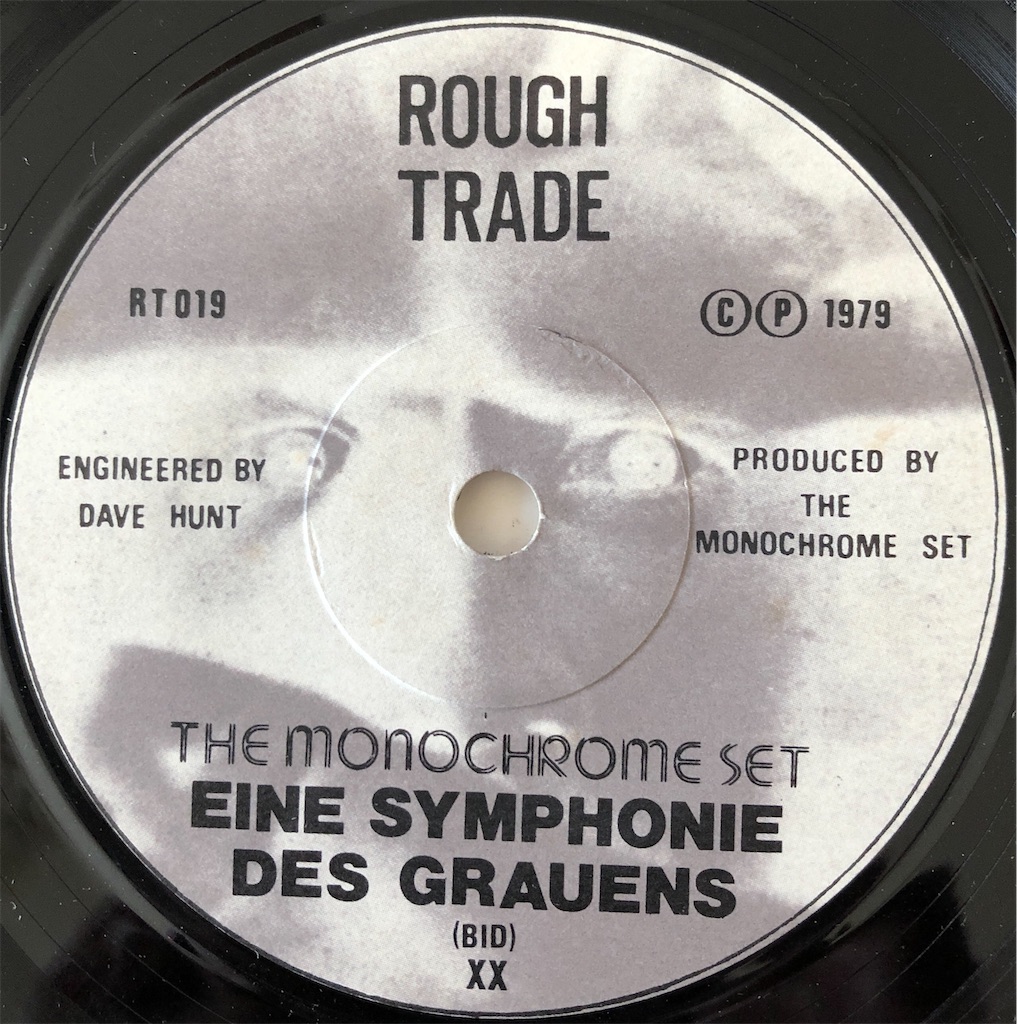 ROUGH
TRADE
RT019
Ⓒ Ⓟ 1979
ENGINEERED BY
DAVE HUNT
PRODUCED BY
THE
MONOCHROME SET
THE MONOCHROME SET
EINE SYMPHONIE
DES GRAUENS
(BID)
XX